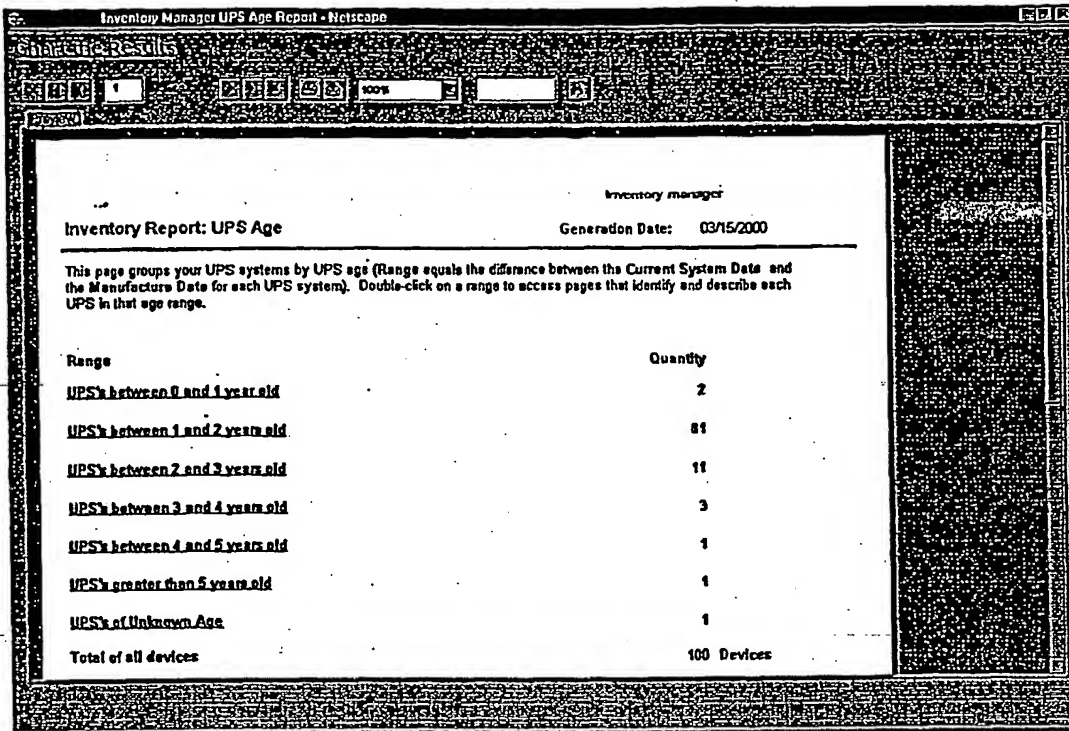 Inventory Manager UPS Age Report - Netscape
Results
1
100%
Inventory manager
Inventory Report: UPS Age
Generation Date: 03/15/2000
This page groups your UPS systems by UPS age (Range equals the difference between the Current System Date and
the Manufacture Date for each UPS system). Double-click on a range to access pages that identify and describe each
UPS in that age range.
Range Quantity
UPS's between 0 and 1 year old 2
UPS's between 1 and 2 years old 81
UPS's between 2 and 3 years old 11
UPS's between 3 and 4 years old 3
UPS's between 4 and 5 years old 1
UPS's greater than 5 years old 1
UPS's of Unknown Age 1
Total of all devices 100 Devices